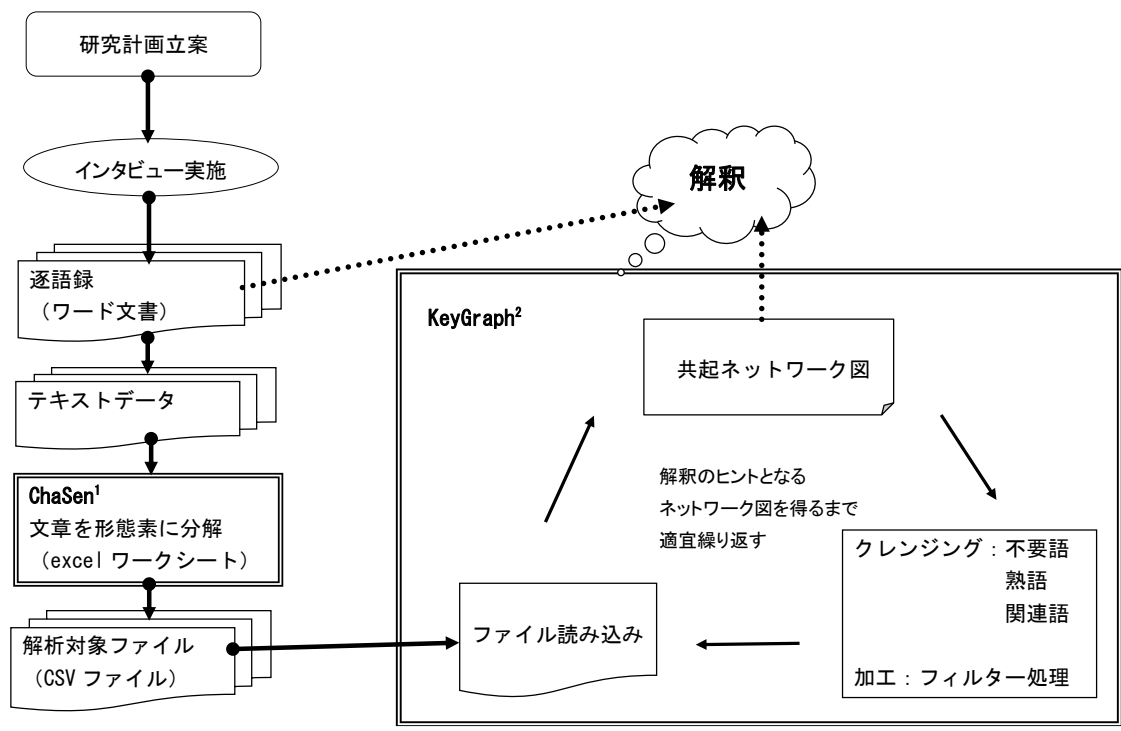 研究計画立案
インタビュー実施
逐語録
（ワード文書）
テキストデータ
ChaSen¹
文章を形態素に分解
（excel ワークシート）
解析対象ファイル
（CSV ファイル）
解釈
KeyGraph²
共起ネットワーク図
解釈のヒントとなる
ネットワーク図を得るまで
適宜繰り返す
ファイル読み込み
クレンジング：不要語
熟語
関連語
加工：フィルター処理